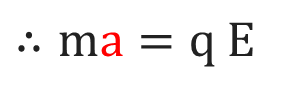 ∴ ma = q E